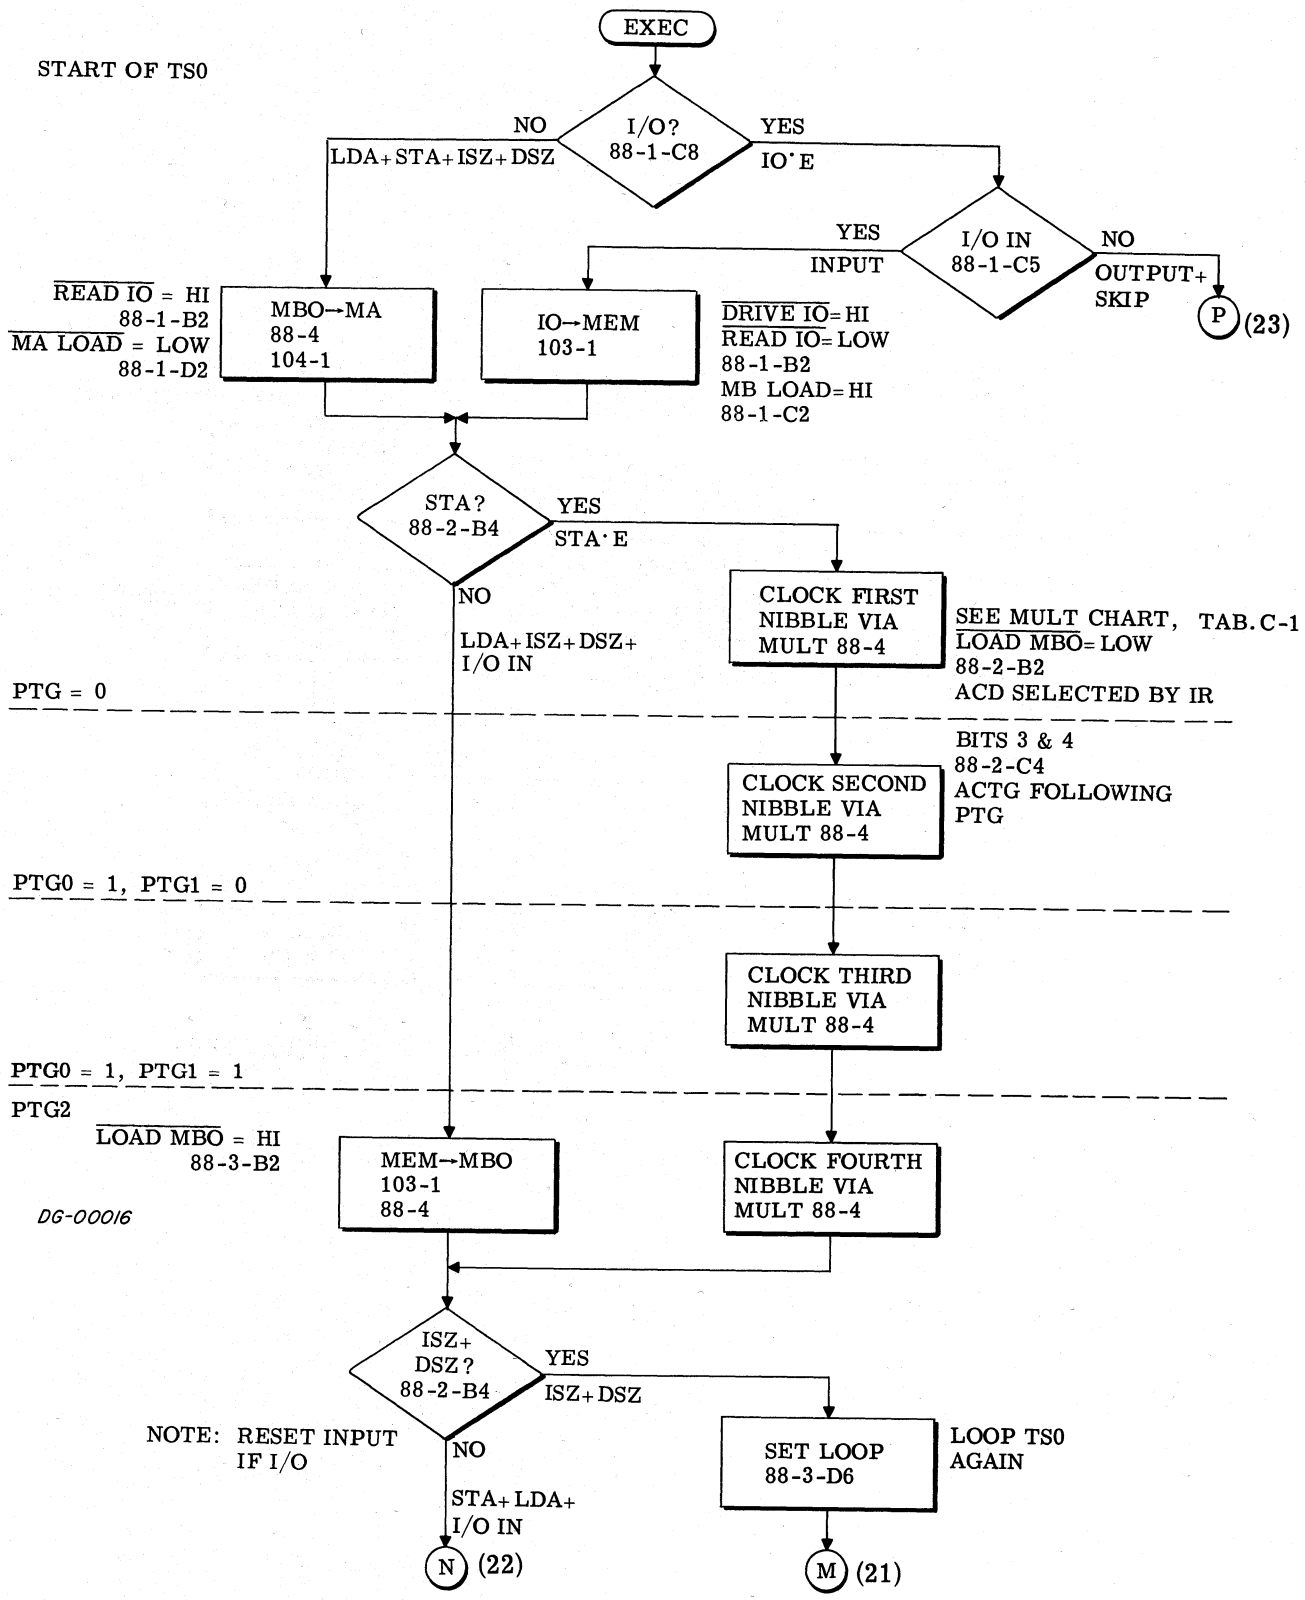 EXEC
START OF TS0
I/O?
88-1-C8
NO
LDA+STA+ISZ+DSZ
YES
IO·E
I/O IN
88-1-C5
YES
INPUT
NO
OUTPUT+
SKIP
P (23)
READ IO = HI
88-1-B2
MA LOAD = LOW
88-1-D2
MBO→MA
88-4
104-1
IO→MEM
103-1
DRIVE IO=HI
READ IO=LOW
88-1-B2
MB LOAD=HI
88-1-C2
STA?
88-2-B4
YES
STA·E
NO
LDA+ISZ+DSZ+
I/O IN
CLOCK FIRST
NIBBLE VIA
MULT 88-4
SEE MULT CHART, TAB.C-1
LOAD MBO=LOW
88-2-B2
ACD SELECTED BY IR
PTG = 0
BITS 3 & 4
88-2-C4
ACTG FOLLOWING
PTG
CLOCK SECOND
NIBBLE VIA
MULT 88-4
PTG0 = 1, PTG1 = 0
CLOCK THIRD
NIBBLE VIA
MULT 88-4
PTG0 = 1, PTG1 = 1
PTG2
LOAD MBO = HI
88-3-B2
MEM→MBO
103-1
88-4
CLOCK FOURTH
NIBBLE VIA
MULT 88-4
DG-00016
ISZ+
DSZ?
88-2-B4
YES
ISZ+DSZ
NOTE: RESET INPUT
IF I/O
NO
STA+LDA+
I/O IN
SET LOOP
88-3-D6
LOOP TS0
AGAIN
N (22)
M (21)